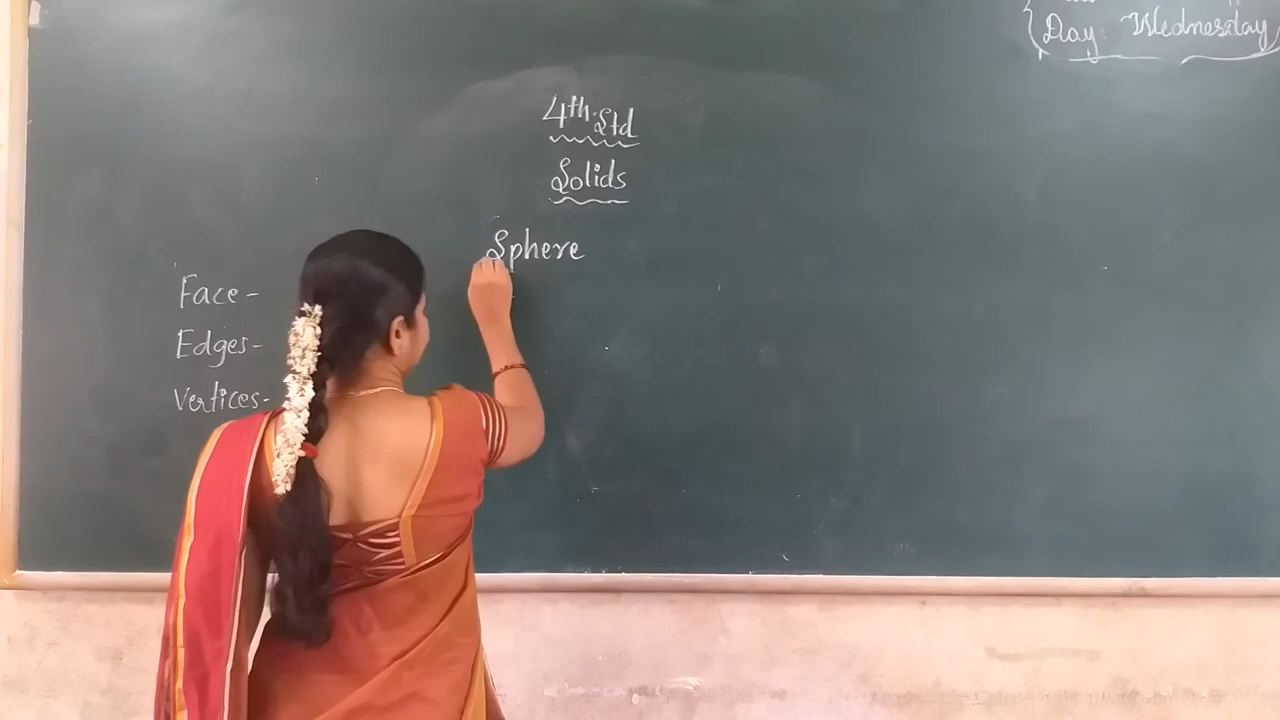 Day: Wednesday
4th Std
Solids
Sphere
Face -
Edges -
Vertices -